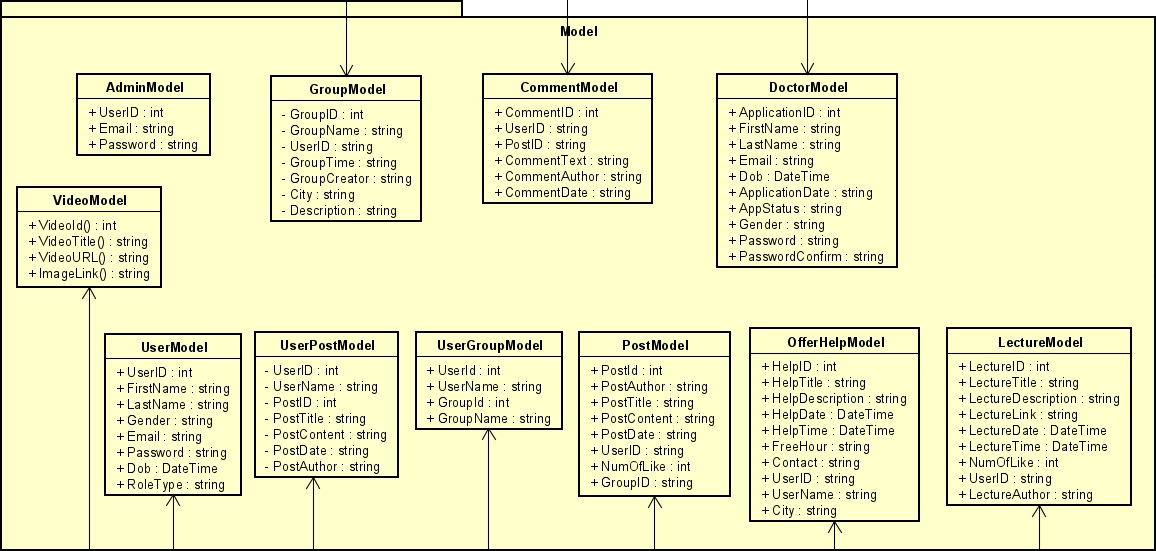 Model
AdminModel
+ UserID : int
+ Email : string
+ Password : string
GroupModel
- GroupID : int
- GroupName : string
- UserID : string
- GroupTime : string
- GroupCreator : string
- City : string
- Description : string
CommentModel
+ CommentID : int
+ UserID : string
+ PostID : string
+ CommentText : string
+ CommentAuthor : string
+ CommentDate : string
DoctorModel
+ ApplicationID : int
+ FirstName : string
+ LastName : string
+ Email : string
+ Dob : DateTime
+ ApplicationDate : string
+ AppStatus : string
+ Gender : string
+ Password : string
+ PasswordConfirm : string
VideoModel
+ VideoId() : int
+ VideoTitle() : string
+ VideoURL() : string
+ ImageLink() : string
UserModel
+ UserID : int
+ FirstName : string
+ LastName : string
+ Gender : string
+ Email : string
+ Password : string
+ Dob : DateTime
+ RoleType : string
UserPostModel
- UserID : int
- UserName : string
- PostID : int
- PostTitle : string
- PostContent : string
- PostDate : string
- PostAuthor : string
UserGroupModel
+ UserId : int
+ UserName : string
+ GroupId : int
+ GroupName : string
PostModel
+ PostId : int
+ PostAuthor : string
+ PostTitle : string
+ PostContent : string
+ PostDate : string
+ UserID : string
+ NumOfLike : int
+ GroupID : string
OfferHelpModel
+ HelpID : int
+ HelpTitle : string
+ HelpDescription : string
+ HelpDate : DateTime
+ HelpTime : DateTime
+ FreeHour : string
+ Contact : string
+ UserID : string
+ UserName : string
+ City : string
LectureModel
+ LectureID : int
+ LectureTitle : string
+ LectureDescription : string
+ LectureLink : string
+ LectureDate : DateTime
+ LectureTime : DateTime
+ NumOfLike : int
+ UserID : string
+ LectureAuthor : string